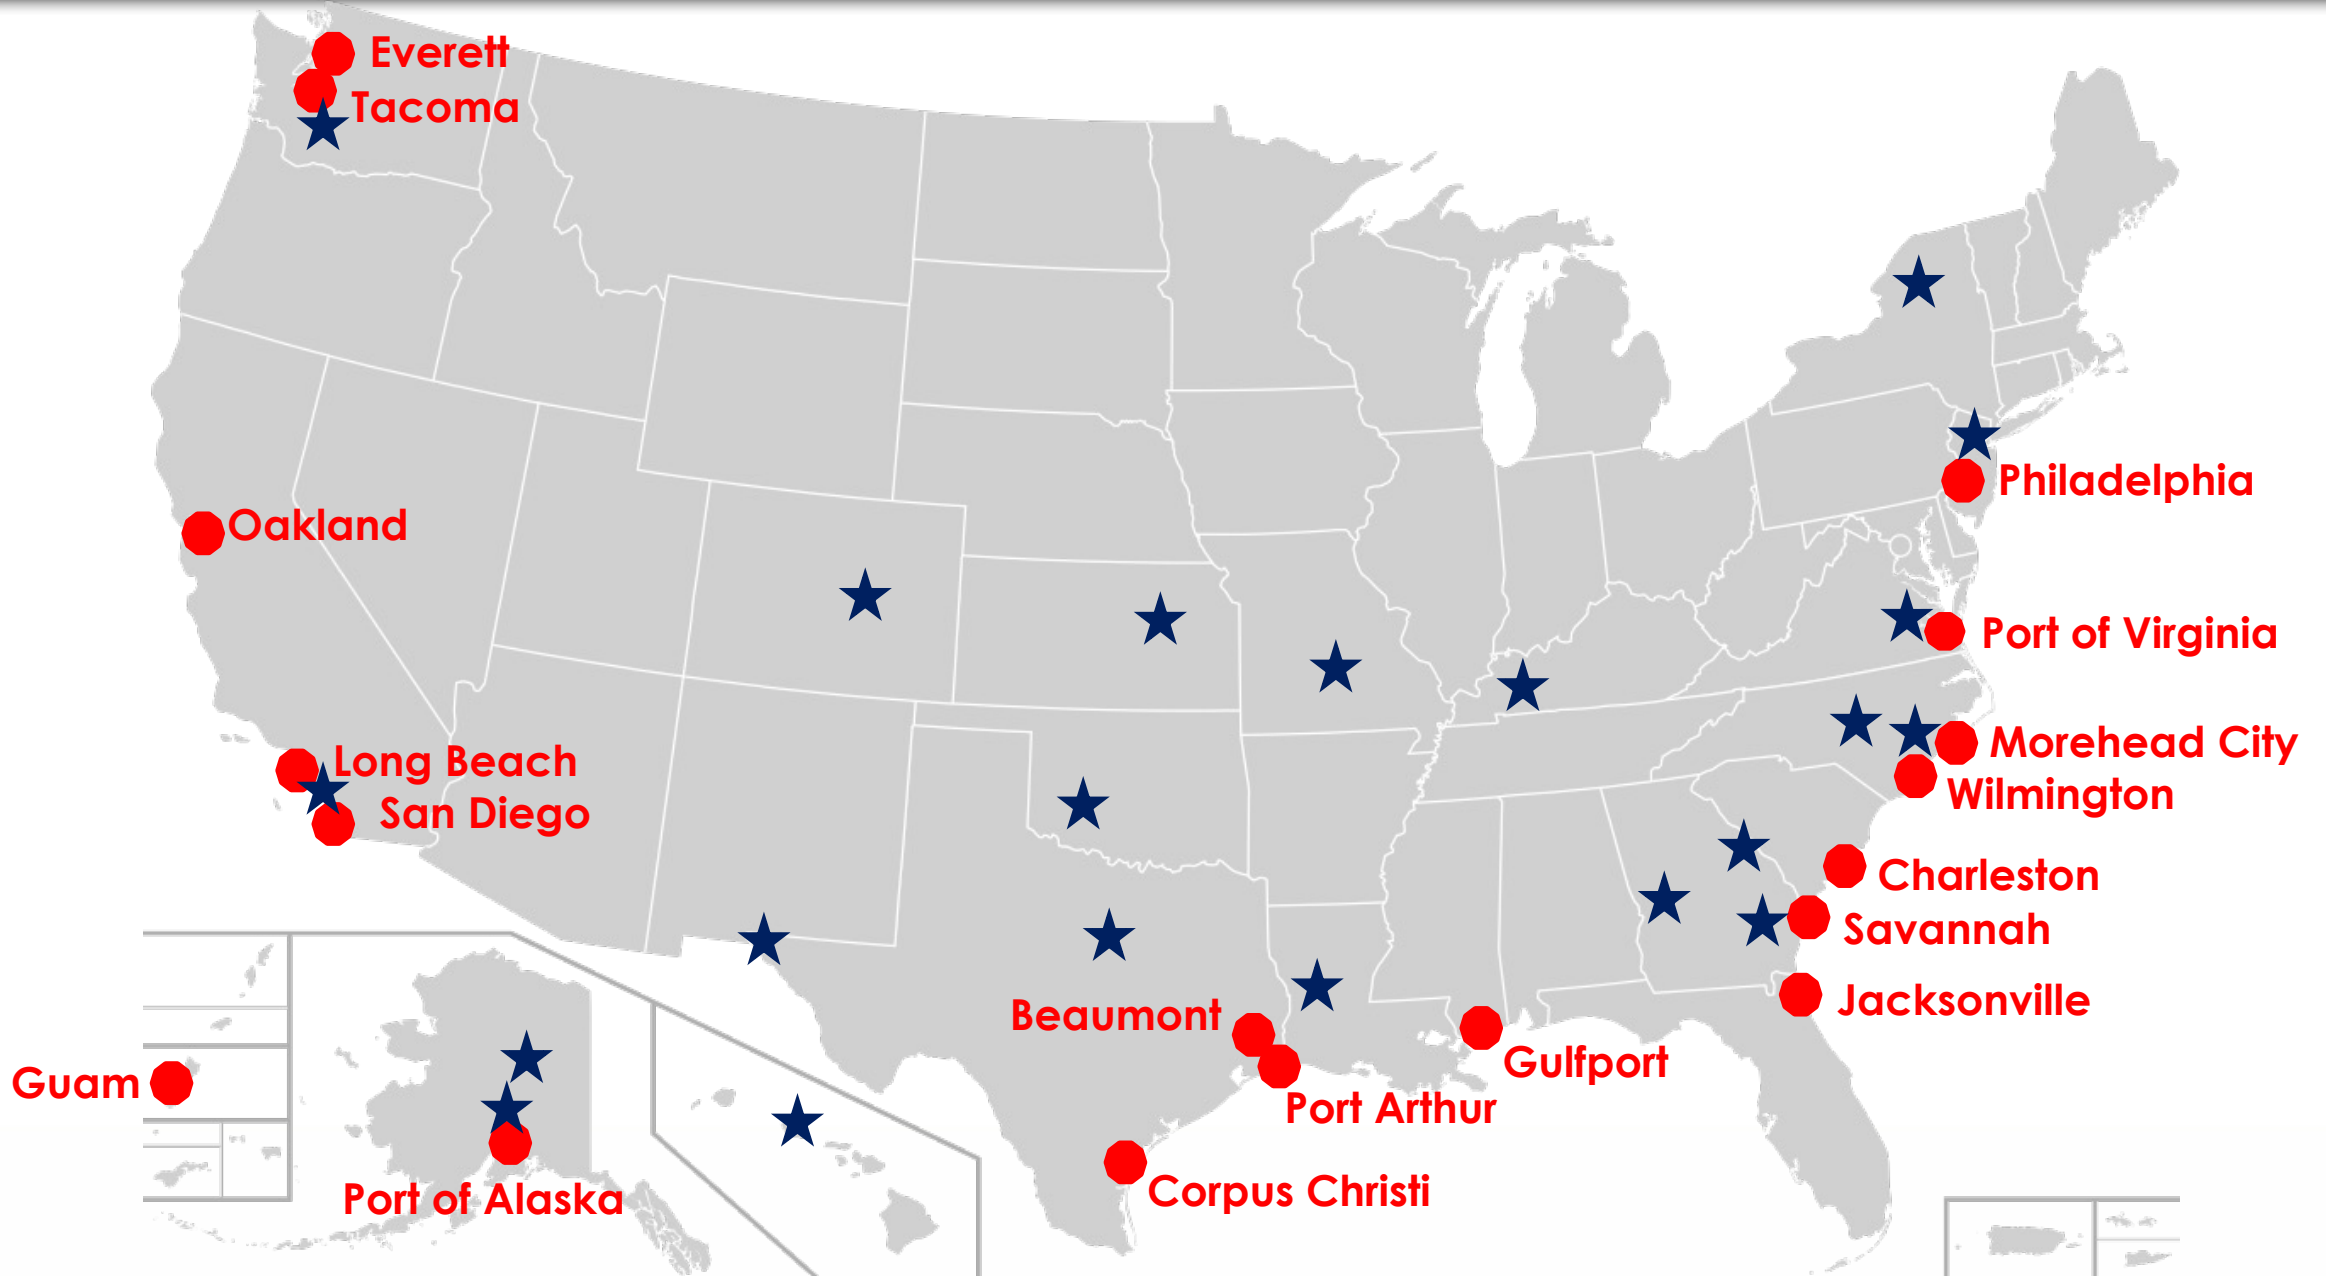 Everett
Tacoma
Philadelphia
Oakland
Port of Virginia
Morehead City
Long Beach
Wilmington
San Diego
Charleston
Savannah
Jacksonville
Beaumont
Gulfport
Guam
Port Arthur
Corpus Christi
Port of Alaska